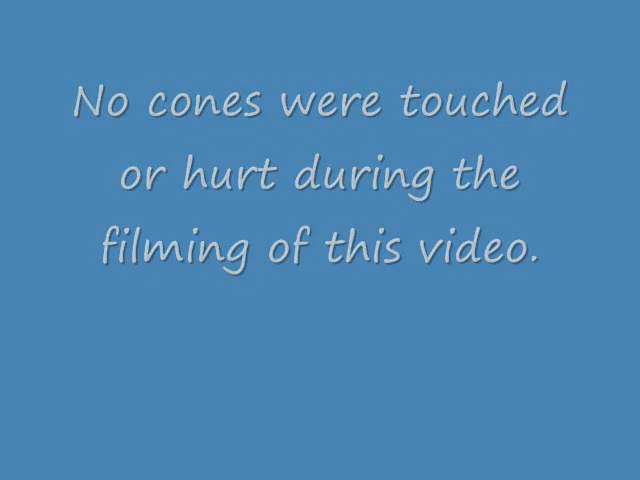 No cones were touched
or hurt during the
filming of this video.